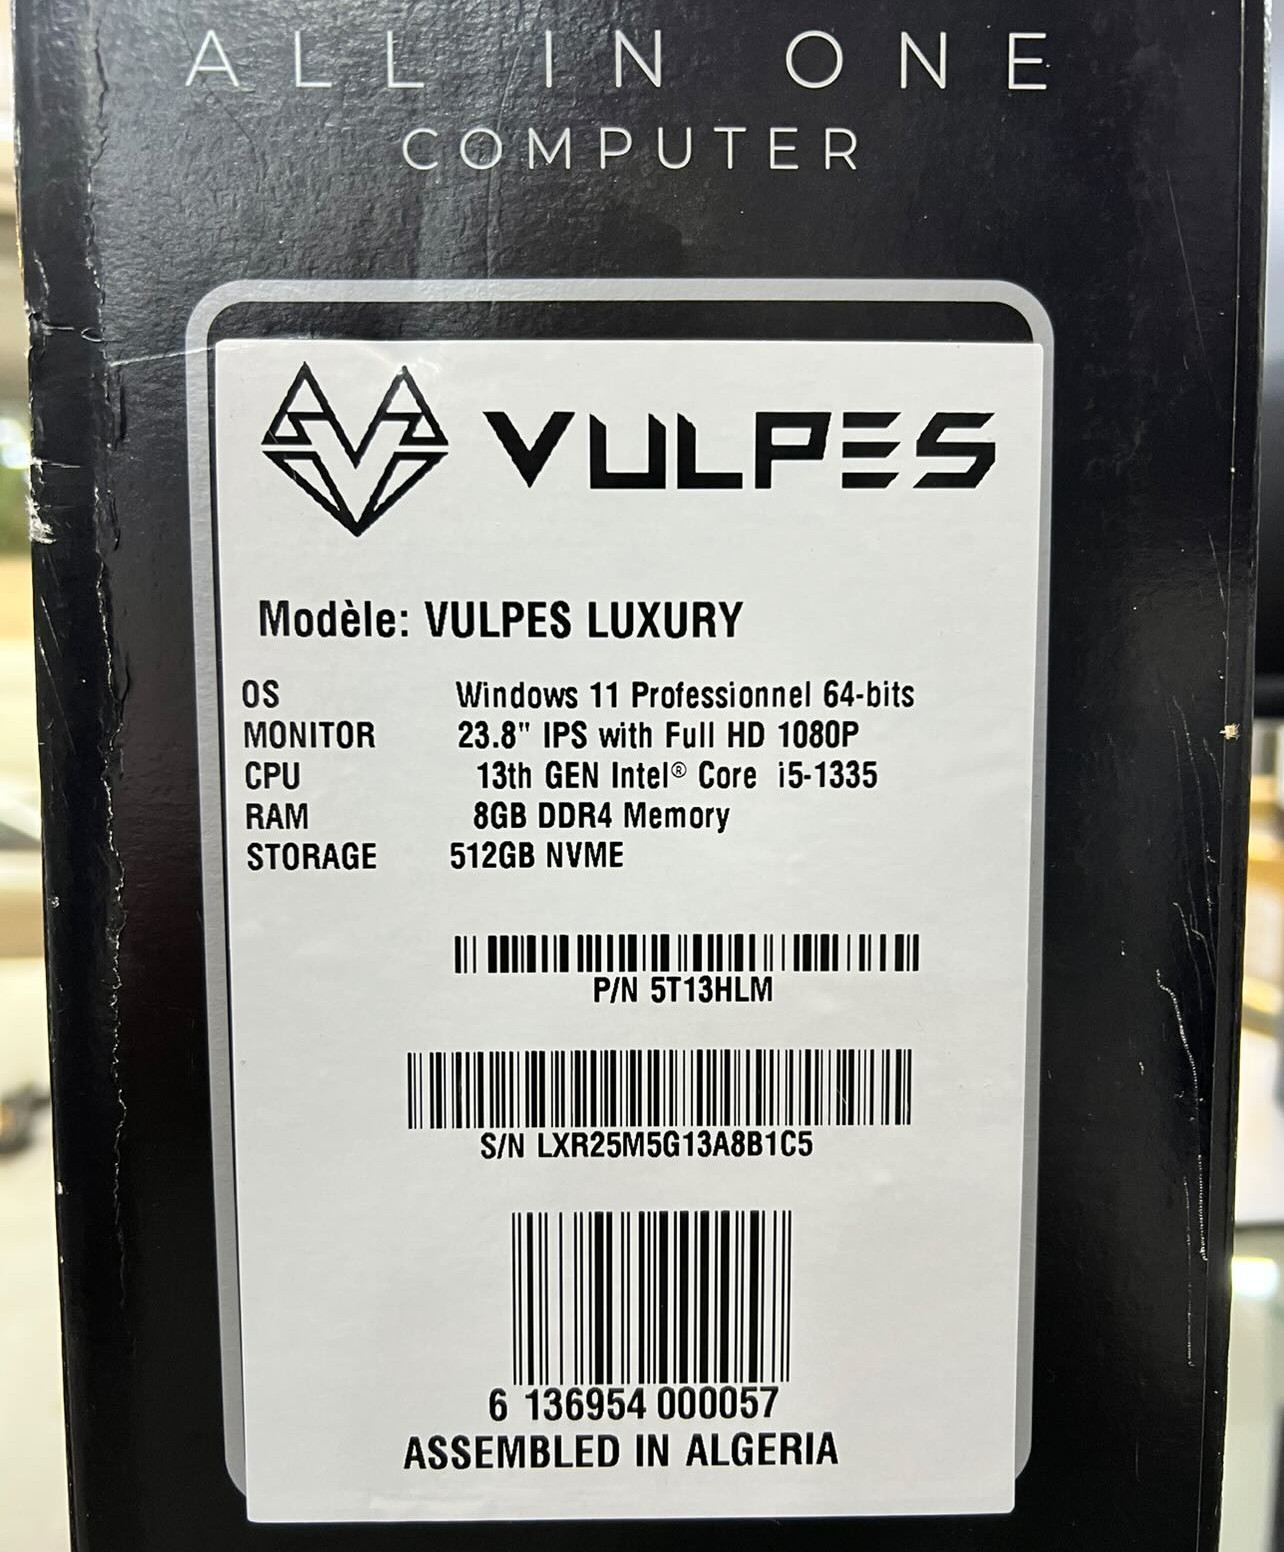 ALL IN ONE
COMPUTER
VULPES
Modèle: VULPES LUXURY
OS Windows 11 Professionnel 64-bits
MONITOR 23.8" IPS with Full HD 1080P
CPU 13th GEN Intel® Core i5-1335
RAM 8GB DDR4 Memory
STORAGE 512GB NVME
P/N 5T13HLM
S/N LXR25M5G13A8B1C5
6 136954 000057
ASSEMBLED IN ALGERIA